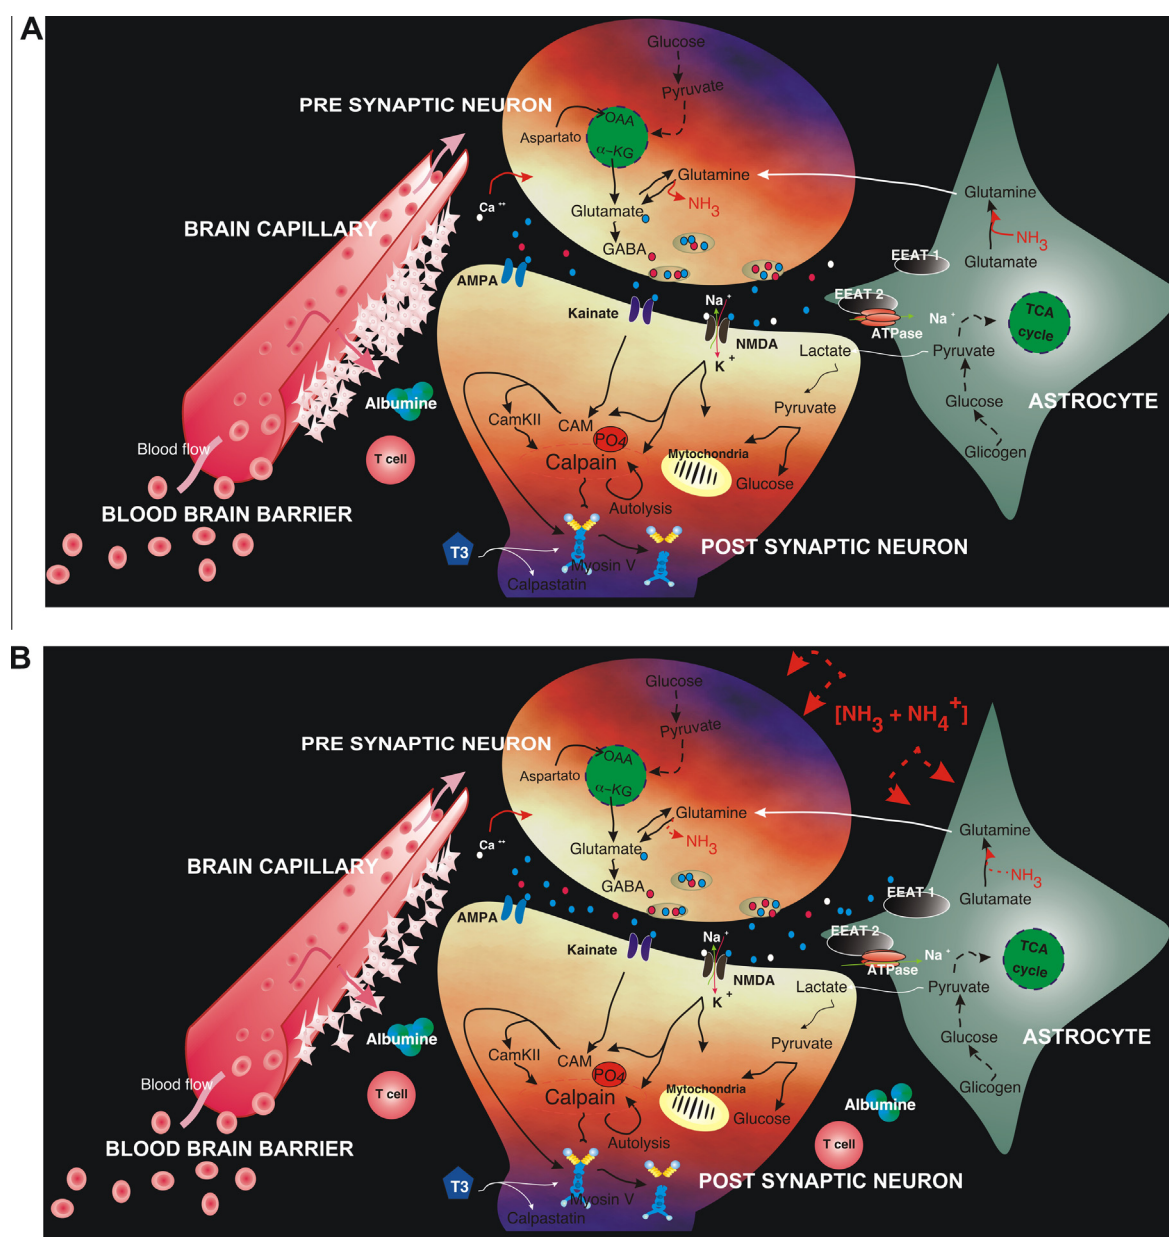 A
Glucose
Pyruvate
PRE SYNAPTIC NEURON
OAA
Aspartato
α-KG
Glutamine
NH3
Glutamine
Ca ++
Glutamate
BRAIN CAPILLARY
NH3
GABA
EEAT 1
Glutamate
AMPA
EEAT 2
Na +
Kainate
ATPase
Na +
TCA
cycle
NMDA
Lactate
Pyruvate
K +
Albumine
Pyruvate
Glucose
ASTROCYTE
CamKII
CAM
PO4
Blood flow
T cell
Calpain
Mytochondria
Glicogen
Glucose
Autolysis
BLOOD BRAIN BARRIER
T3
POST SYNAPTIC NEURON
Myosin V
Calpastatin
B
Glucose
[NH3 + NH4+]
Pyruvate
PRE SYNAPTIC NEURON
OAA
Aspartato
α-KG
Glutamine
Glutamine
Ca ++
Glutamate
NH3
BRAIN CAPILLARY
NH3
GABA
EEAT 1
Glutamate
AMPA
EEAT 2
Na +
Kainate
TCA
cycle
Na +
ATPase
NMDA
Lactate
Pyruvate
K +
Albumine
Pyruvate
Glucose
ASTROCYTE
CamKII
CAM
PO4
Blood flow
T cell
Calpain
Mytochondria
Glicogen
Glucose
Albumine
Autolysis
T cell
BLOOD BRAIN BARRIER
T3
POST SYNAPTIC NEURON
Myosin V
Calpastatin